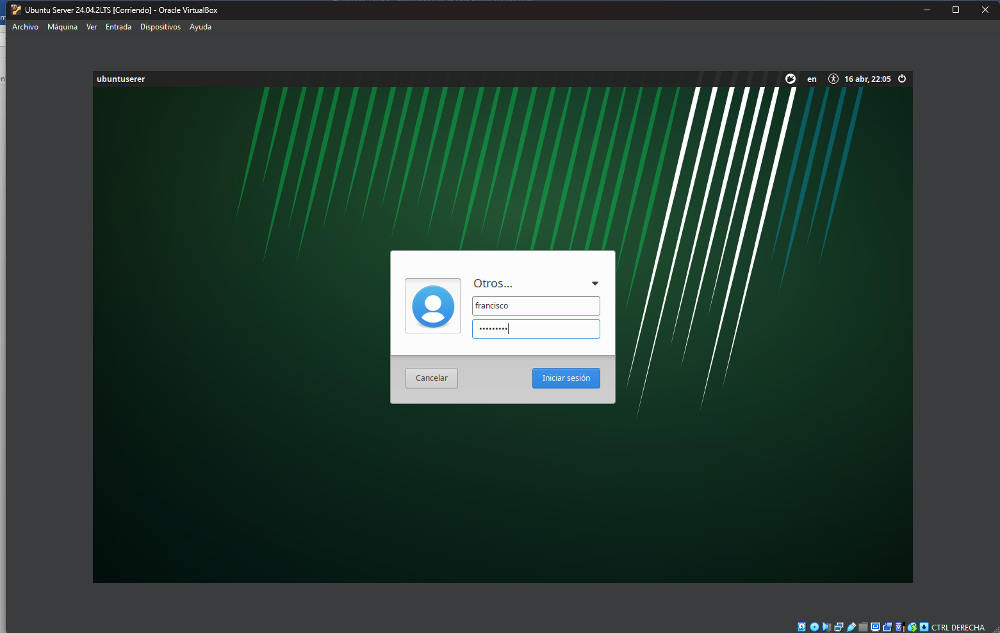 Ubuntu Server 24.04.2LTS [Corriendo] - Oracle VirtualBox
Archivo Máquina Ver Entrada Dispositivos Ayuda
ubuntuserer
en 16 abr, 22:05
Otros...
francisco
•••••••••
Cancelar Iniciar sesión
CTRL DERECHA